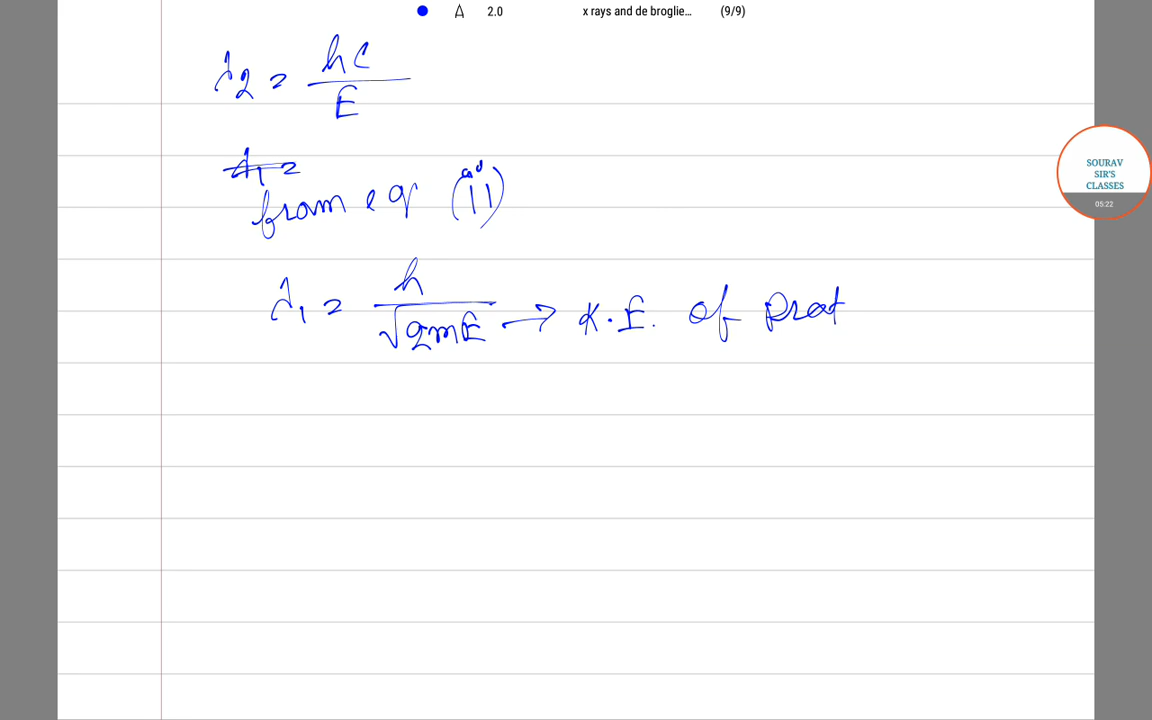 A 2.0 x rays and de broglie... (9/9)
λ2 = hc/E
λ1 =
from eq (ii)
λ1 = h/√2mE → K.E. of prot
SOURAV
SIR'S
CLASSES
05:22